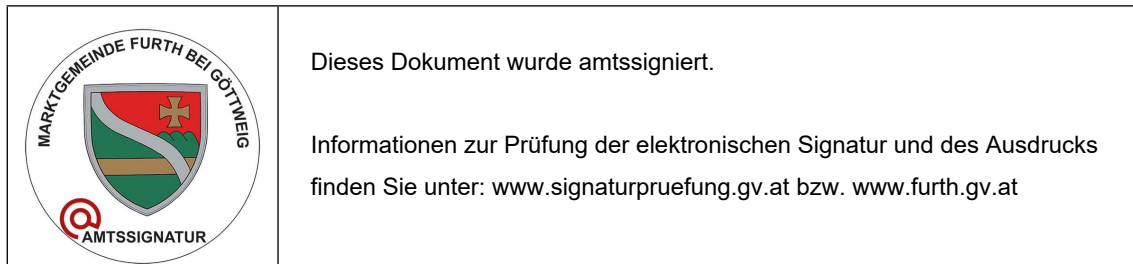 MARKTGEMEINDE FURTH BEI GÖTTWEIG
@
AMTSSIGNATUR
Dieses Dokument wurde amtssigniert.
Informationen zur Prüfung der elektronischen Signatur und des Ausdrucks
finden Sie unter: www.signaturpruefung.gv.at bzw. www.furth.gv.at